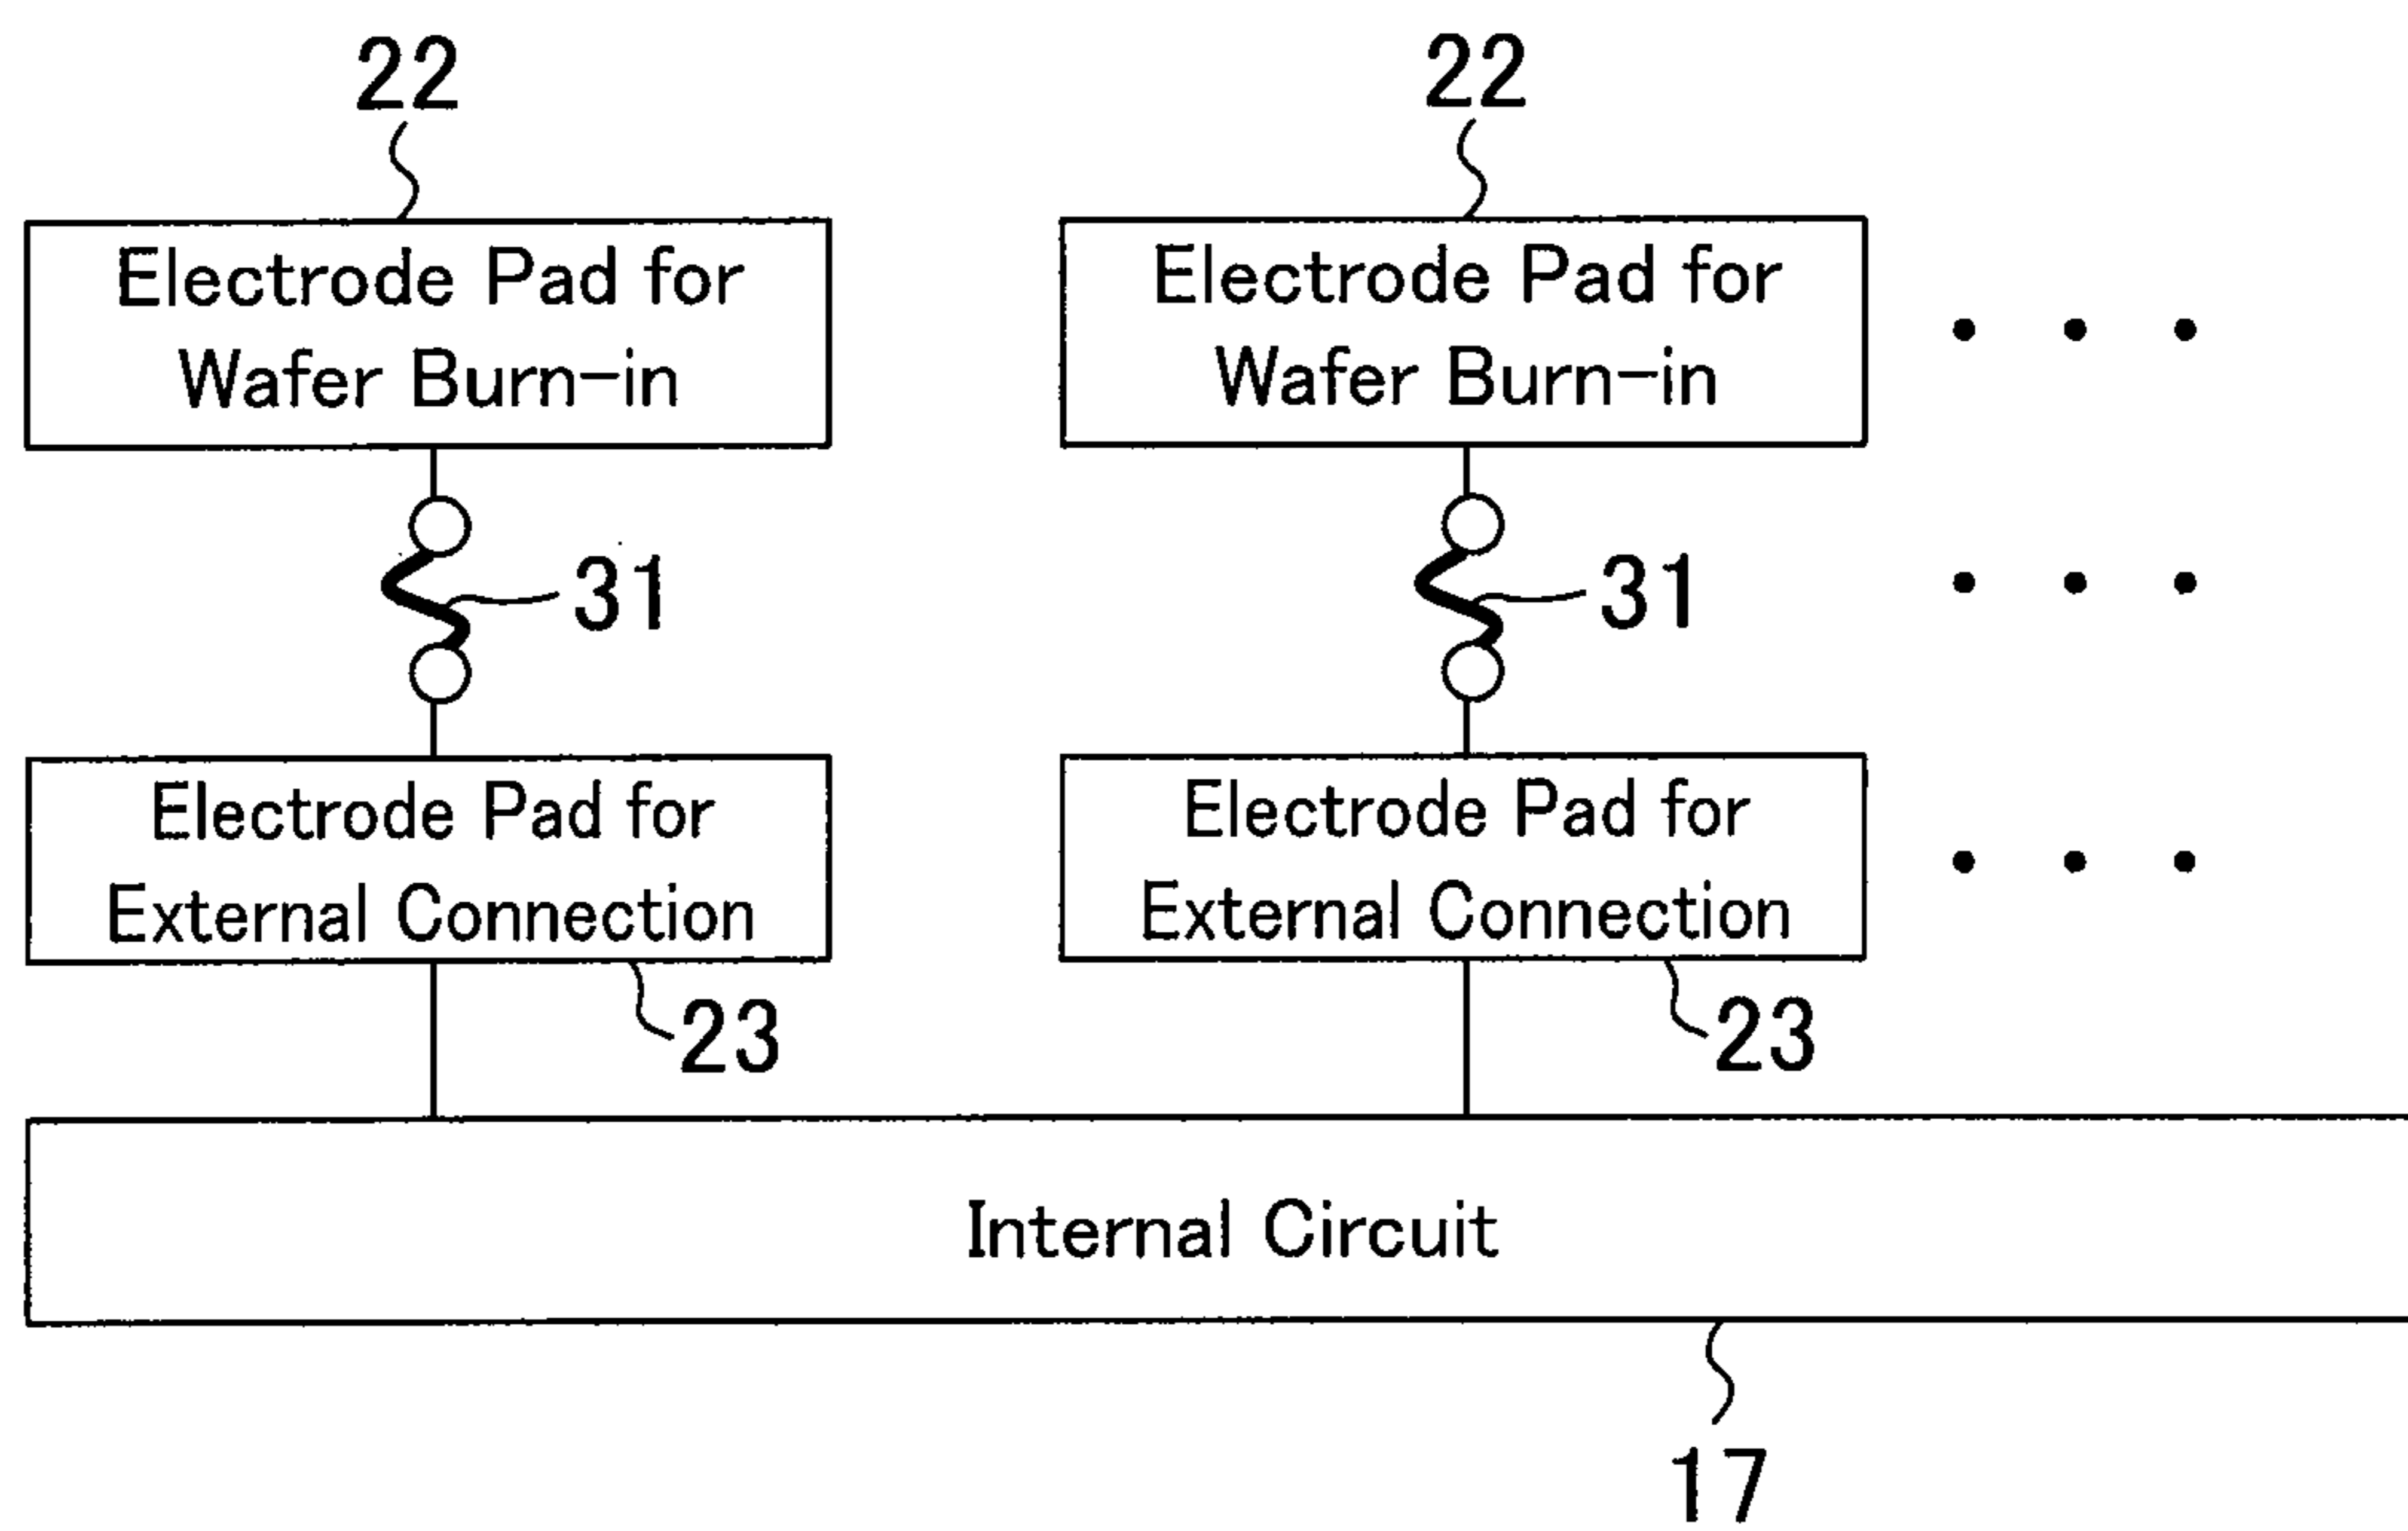 22 22
Electrode Pad for Electrode Pad for
Wafer Burn-in Wafer Burn-in
31 31
Electrode Pad for Electrode Pad for
External Connection External Connection
23 23
Internal Circuit
17